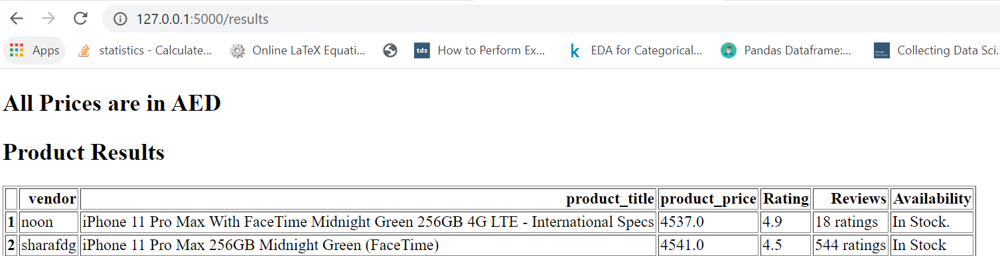 127.0.0.1:5000/results
Apps statistics - Calculate... Online LaTeX Equati... tds How to Perform Ex... k EDA for Categorical... Pandas Dataframe:... Collecting Data Sci...
All Prices are in AED
Product Results
vendor product_title product_price Rating Reviews Availability
1 noon iPhone 11 Pro Max With FaceTime Midnight Green 256GB 4G LTE - International Specs 4537.0 4.9 18 ratings In Stock.
2 sharafdg iPhone 11 Pro Max 256GB Midnight Green (FaceTime) 4541.0 4.5 544 ratings In Stock